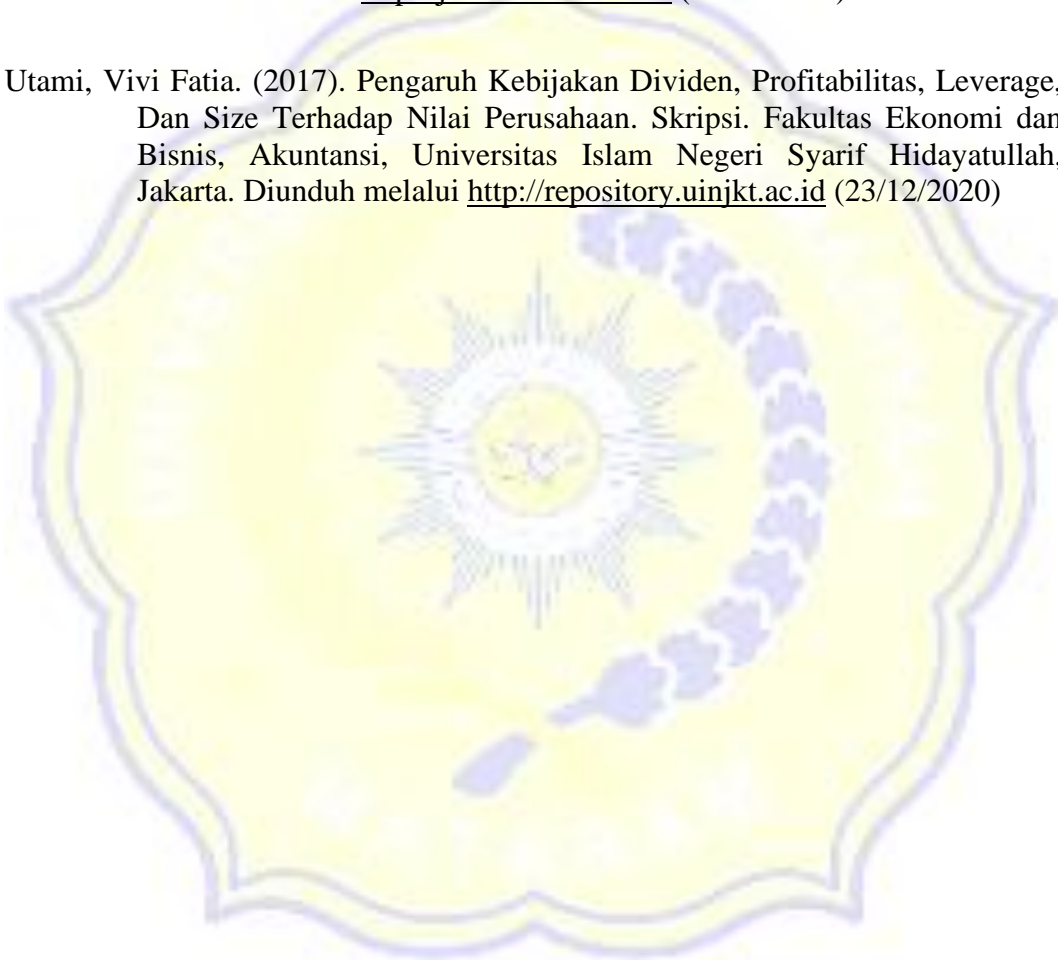 Utami, Vivi Fatia. (2017). Pengaruh Kebijakan Dividen, Profitabilitas, Leverage,
Dan Size Terhadap Nilai Perusahaan. Skripsi. Fakultas Ekonomi dan
Bisnis, Akuntansi, Universitas Islam Negeri Syarif Hidayatullah,
Jakarta. Diunduh melalui http://repository.uinjkt.ac.id (23/12/2020)
MATARAM